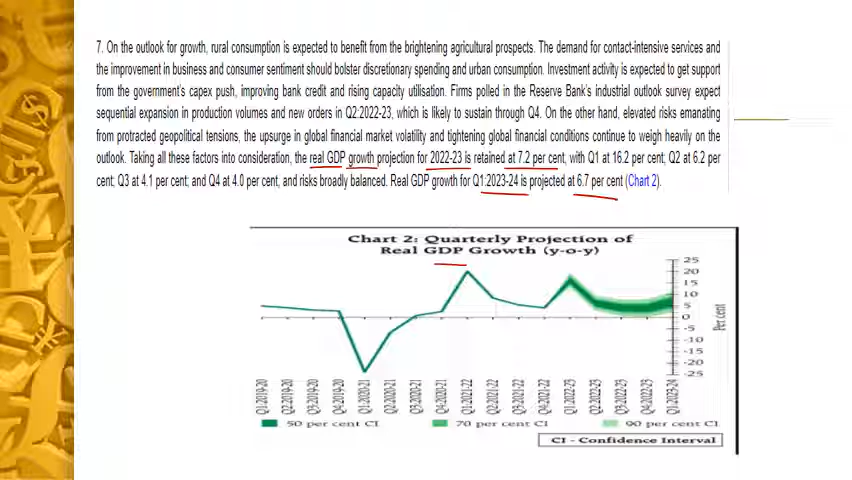 7. On the outlook for growth, rural consumption is expected to benefit from the brightening agricultural prospects. The demand for contact-intensive services and
the improvement in business and consumer sentiment should bolster discretionary spending and urban consumption. Investment activity is expected to get support
from the government's capex push, improving bank credit and rising capacity utilisation. Firms polled in the Reserve Bank's industrial outlook survey expect
sequential expansion in production volumes and new orders in Q2:2022-23, which is likely to sustain through Q4. On the other hand, elevated risks emanating
from protracted geopolitical tensions, the upsurge in global financial market volatility and tightening global financial conditions continue to weigh heavily on the
outlook. Taking all these factors into consideration, the real GDP growth projection for 2022-23 is retained at 7.2 per cent, with Q1 at 16.2 per cent; Q2 at 6.2 per
cent; Q3 at 4.1 per cent; and Q4 at 4.0 per cent, and risks broadly balanced. Real GDP growth for Q1:2023-24 is projected at 6.7 per cent (Chart 2).
Chart 2: Quarterly Projection of
Real GDP Growth (y-o-y)
25
20
15
10
5
0
-5
-10
-15
-20
-25
Per cent
Q1:2019-20
Q2:2019-20
Q3:2019-20
Q4:2019-20
Q1:2020-21
Q2:2020-21
Q3:2020-21
Q4:2020-21
Q1:2021-22
Q2:2021-22
Q3:2021-22
Q4:2021-22
Q1:2022-23
Q2:2022-23
Q3:2022-23
Q4:2022-23
Q1:2023-24
50 per cent CI
70 per cent CI
90 per cent CI
CI - Confidence Interval